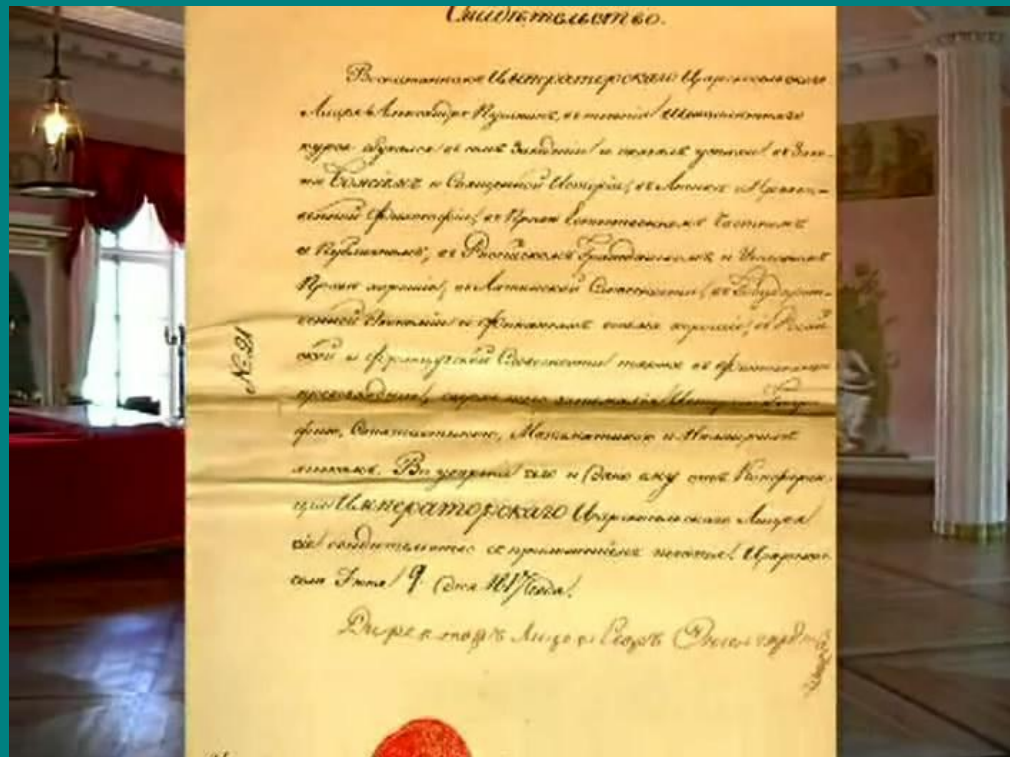 Свидѣтельство.
Воспитанникъ Императорскаго Царскосельскаго
Лицея Александръ Пушкинъ, въ теченіи шестилѣтняго
курса обучался въ семъ Заведеніи и оказалъ успѣхи въ Зако-
нѣ Божіемъ и Священной Исторіи, въ Логикѣ и Нравст-
венной Философіи, въ Правѣ Естественномъ Частномъ
и Публичномъ, въ Россійскомъ Гражданскомъ и Уголовномъ
Правѣ хорошіе; въ Латинской Словесности, въ Государст-
венной Экономіи и Финансахъ весьма хорошіе; въ Россій
ской и Французской Словесности также въ Фехтованіи
превосходные; сверхъ того занимался Исторіею, Геогра
фіею, Статистикою, Математикою и Нѣмецкимъ
языкомъ. Во увѣреніе чего и дано ему отъ Конферен
ціи Императорскаго Царскосельскаго Лицея
сіе свидѣтельство съ приложеніемъ печати. Царское
село Іюня 9 дня 1817 года.
Директоръ Лицея Егоръ Энгельгардтъ
№ 21